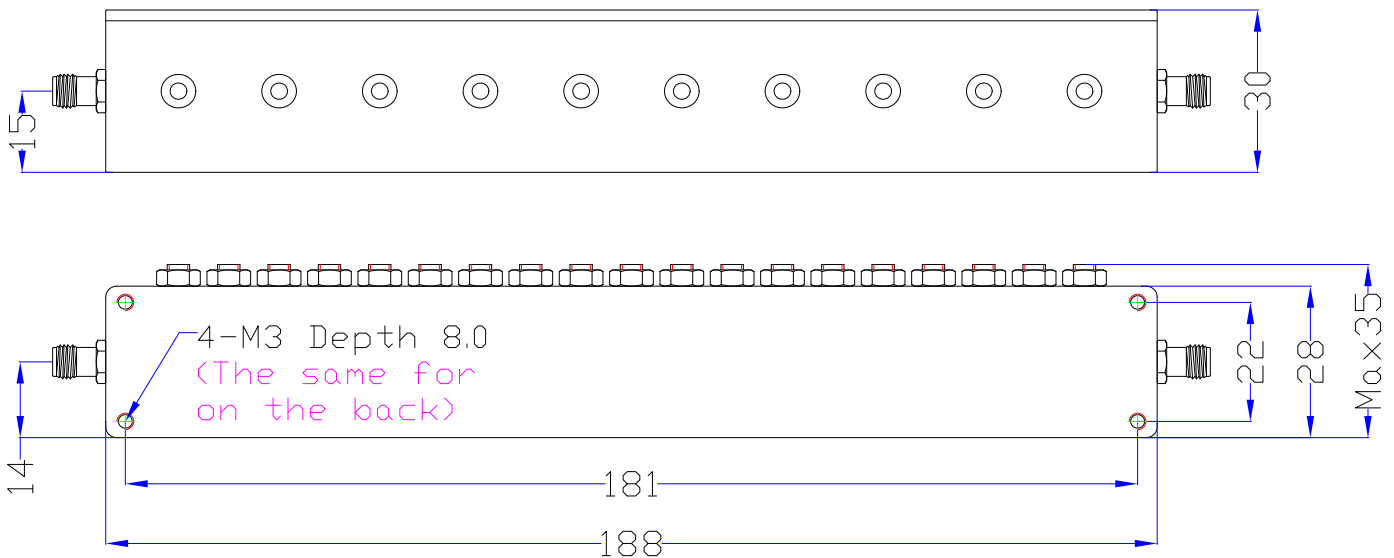 15
30
4-M3 Depth 8.0
(The same for
on the back)
14
22
28
Max35
181
188